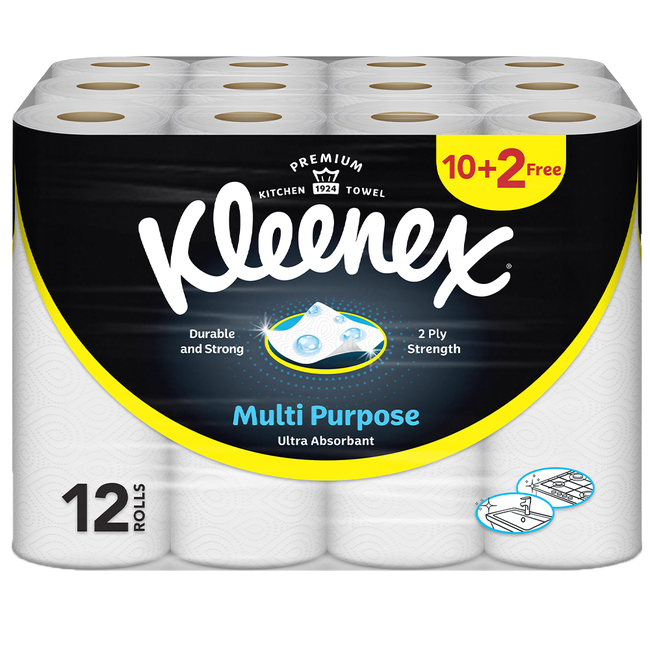 10+2 Free
PREMIUM
KITCHEN 1924 TOWEL
Kleenex®
Durable
and Strong
2 Ply
Strength
Multi Purpose
Ultra Absorbant
12 ROLLS